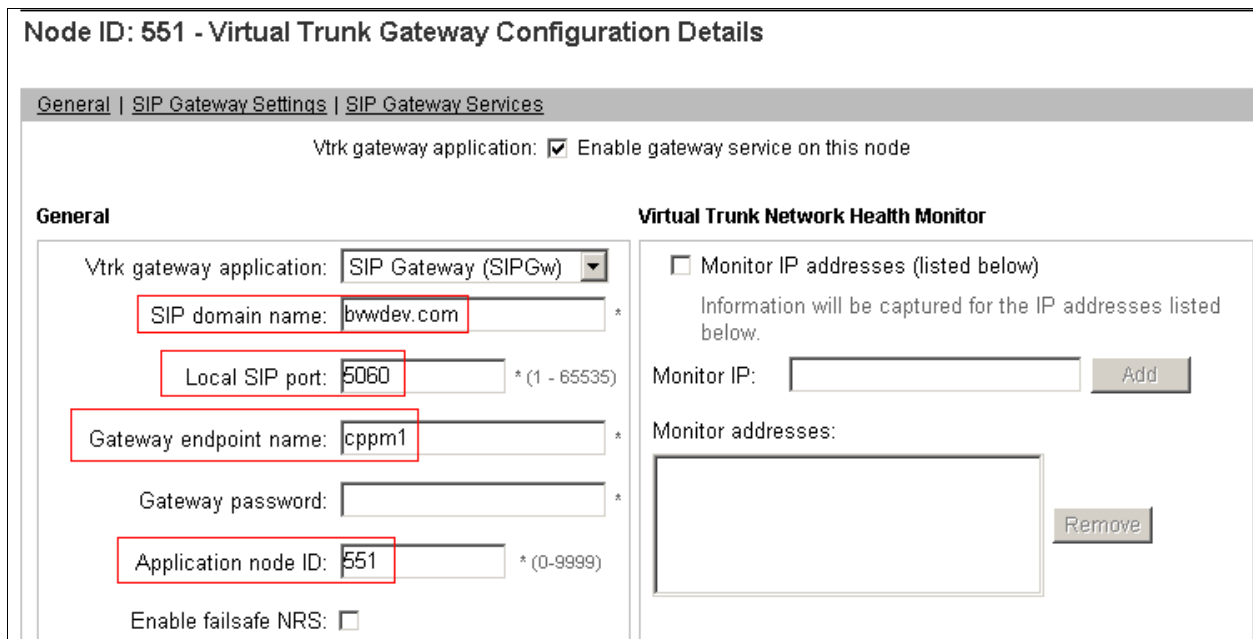 Node ID: 551 - Virtual Trunk Gateway Configuration Details
General | SIP Gateway Settings | SIP Gateway Services
Vtrk gateway application: Enable gateway service on this node
General
Vtrk gateway application: SIP Gateway (SIPGw)
SIP domain name: bvwdev.com *
Local SIP port: 5060 * (1 - 65535)
Gateway endpoint name: cppm1 *
Gateway password: *
Application node ID: 551 * (0-9999)
Enable failsafe NRS:
Virtual Trunk Network Health Monitor
Monitor IP addresses (listed below)
Information will be captured for the IP addresses listed
below.
Monitor IP: Add
Monitor addresses:
Remove